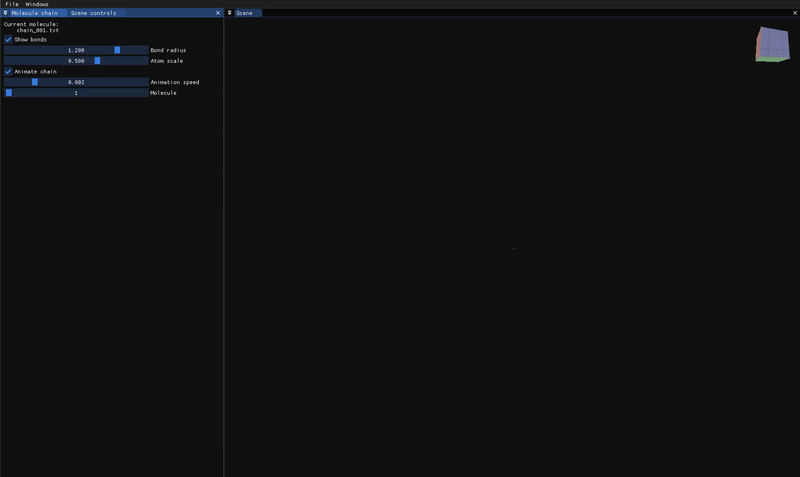 File Windows
Molecule chain Scene controls
Scene
Current molecule:
chain_001.txt
Show bonds
1.200 Bond radius
0.500 Atom scale
Animate chain
0.002 Animation speed
1 Molecule